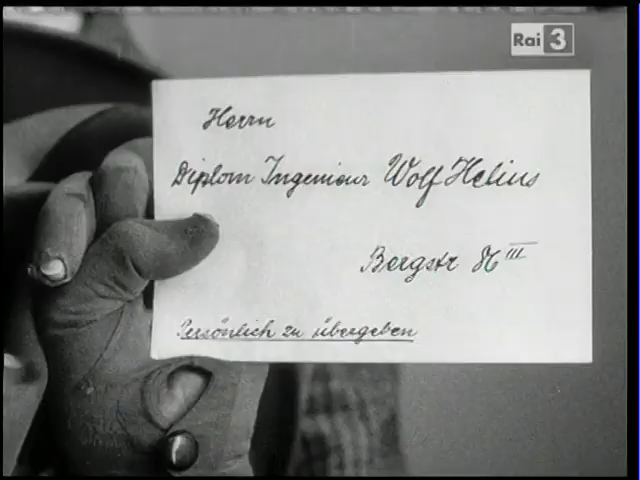 Rai 3
Herrn
Diplom Ingenieur Wolf Helius
Bergstr 86 III
Persönlich zu übergeben